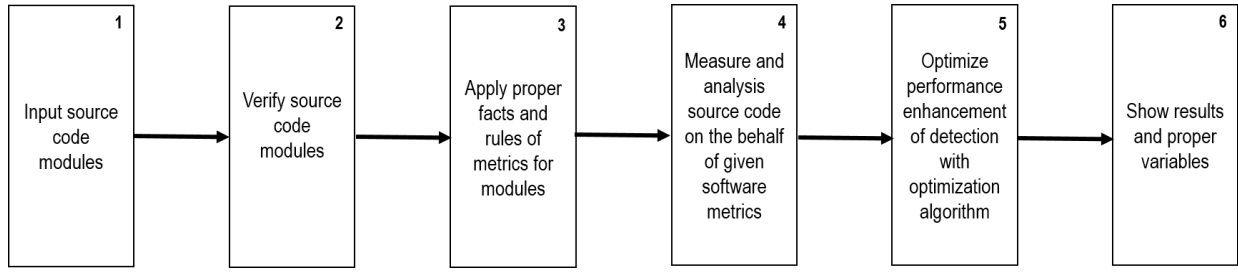 1
Input source
code
modules
2
Verify source
code
modules
3
Apply proper
facts and
rules of
metrics for
modules
4
Measure and
analysis
source code
on the behalf
of given
software
metrics
5
Optimize
performance
enhancement
of detection
with
optimization
algorithm
6
Show results
and proper
variables